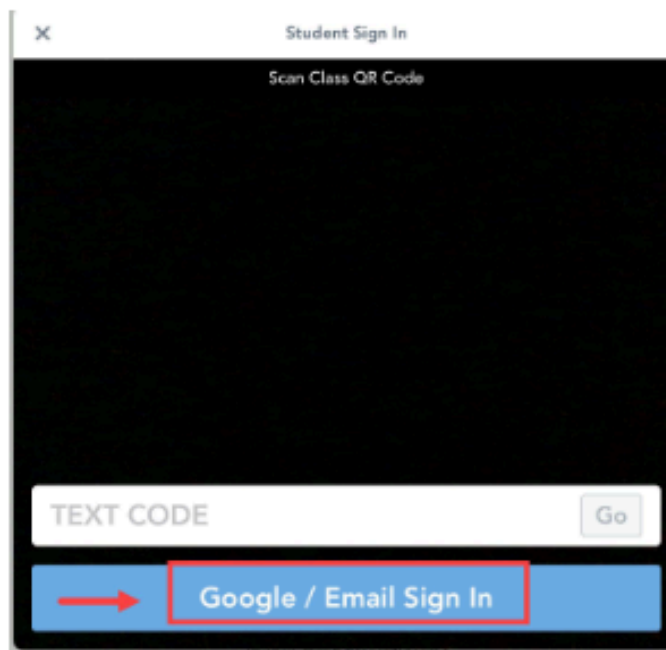 Student Sign In
Scan Class QR Code
TEXT CODE
Go
Google / Email Sign In